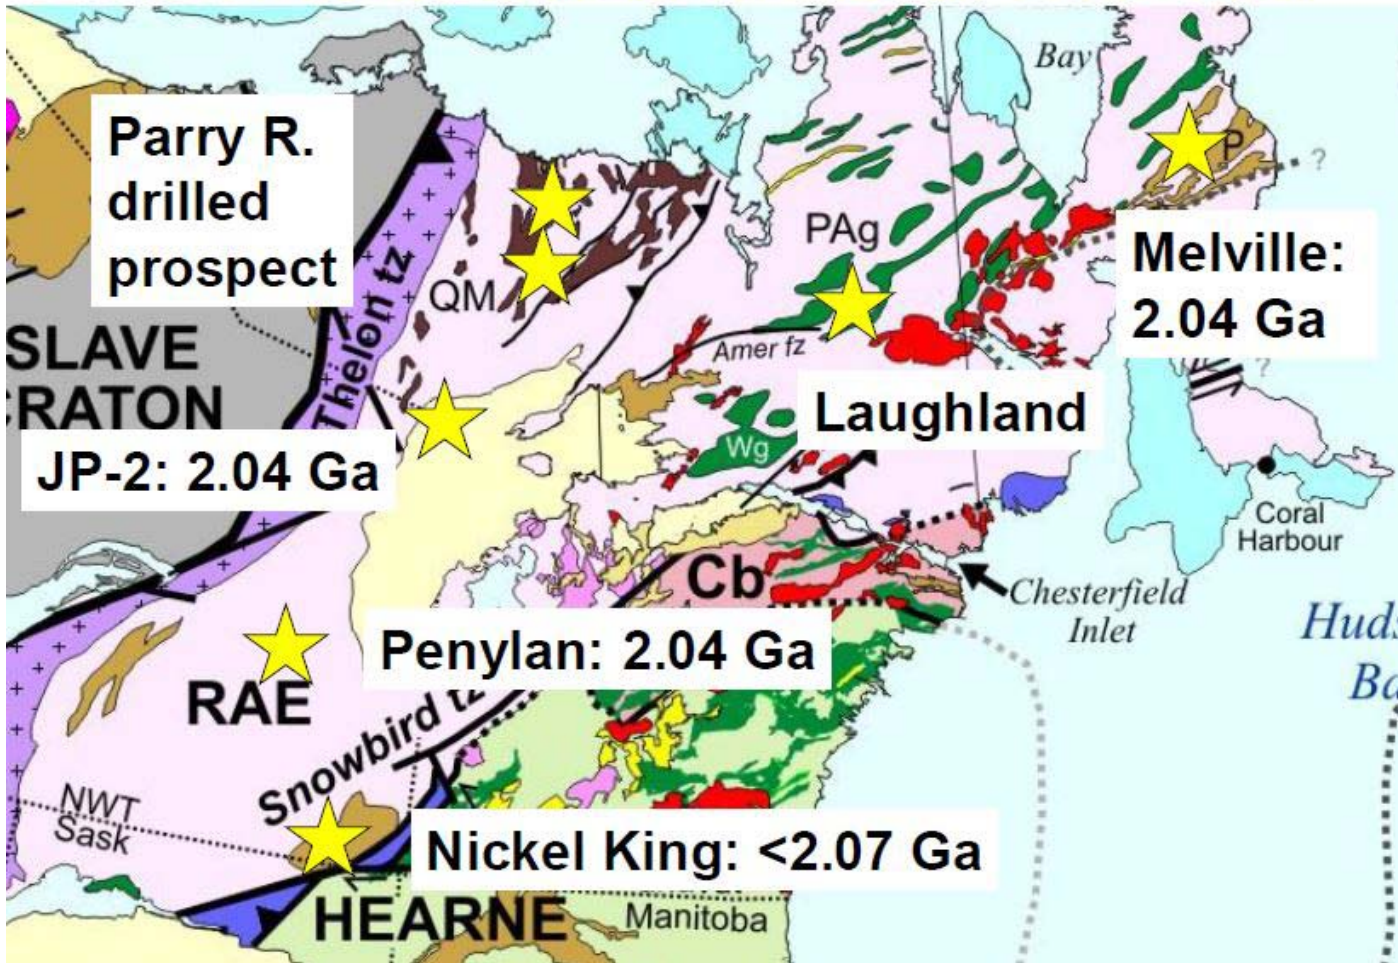 Bay
Parry R.
drilled
prospect
P
?
PAg
Melville:
2.04 Ga
Thelon tz
QM
SLAVE
CRATON
Amer fz
?
Laughland
JP-2: 2.04 Ga
Wg
Coral
Harbour
Cb
Chesterfield
Inlet
Huds
Ba
Penylan: 2.04 Ga
RAE
Snowbird tz
NWT
Sask
Nickel King: <2.07 Ga
HEARNE
Manitoba